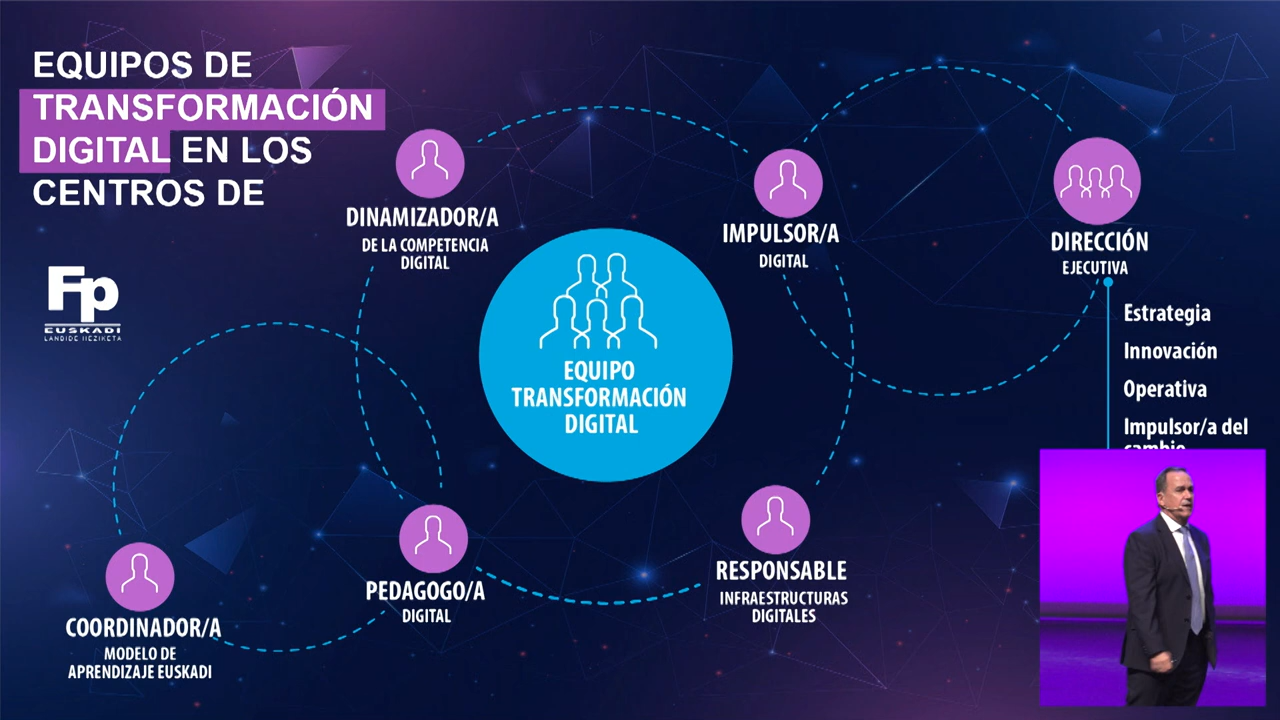 EQUIPOS DE
TRANSFORMACIÓN
DIGITAL EN LOS
CENTROS DE
Fp
EUSKADI
LANBIDE HEZIKETA
DINAMIZADOR/A
DE LA COMPETENCIA
DIGITAL
IMPULSOR/A
DIGITAL
DIRECCIÓN
EJECUTIVA
Estrategia
Innovación
Operativa
Impulsor/a del
cambio
EQUIPO
TRANSFORMACIÓN
DIGITAL
COORDINADOR/A
MODELO DE
APRENDIZAJE EUSKADI
PEDAGOGO/A
DIGITAL
RESPONSABLE
INFRAESTRUCTURAS
DIGITALES